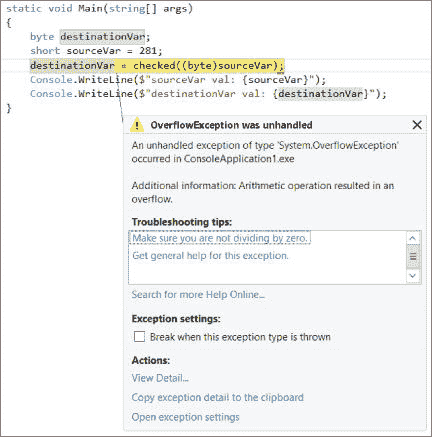 static void Main(string[] args)
{
byte destinationVar;
short sourceVar = 281;
destinationVar = checked((byte)sourceVar);
Console.WriteLine($"sourceVar val: {sourceVar}");
Console.WriteLine($"destinationVar val: {destinationVar}");
}
OverflowException was unhandled
An unhandled exception of type 'System.OverflowException'
occurred in ConsoleApplication1.exe
Additional information: Arithmetic operation resulted in an
overflow.
Troubleshooting tips:
Make sure you are not dividing by zero.
Get general help for this exception.
Search for more Help Online...
Exception settings:
Break when this exception type is thrown
Actions:
View Detail...
Copy exception detail to the clipboard
Open exception settings